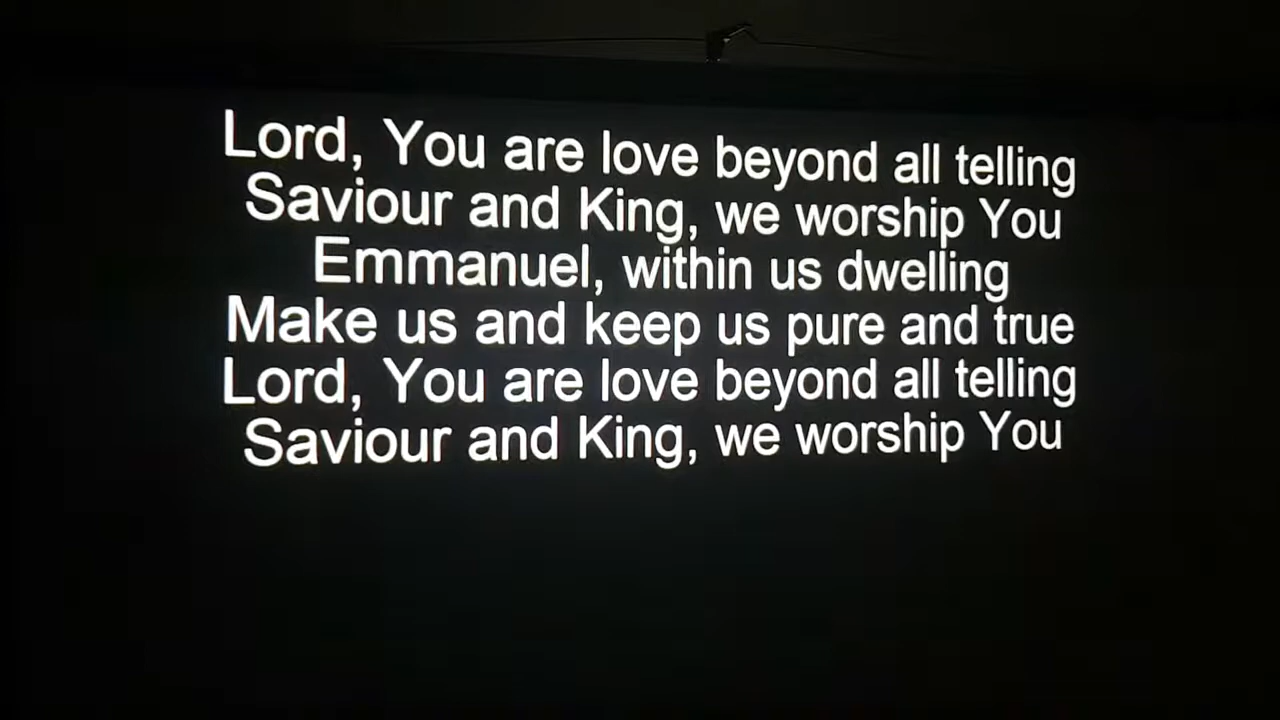 Lord, You are love beyond all telling
Saviour and King, we worship You
Emmanuel, within us dwelling
Make us and keep us pure and true
Lord, You are love beyond all telling
Saviour and King, we worship You